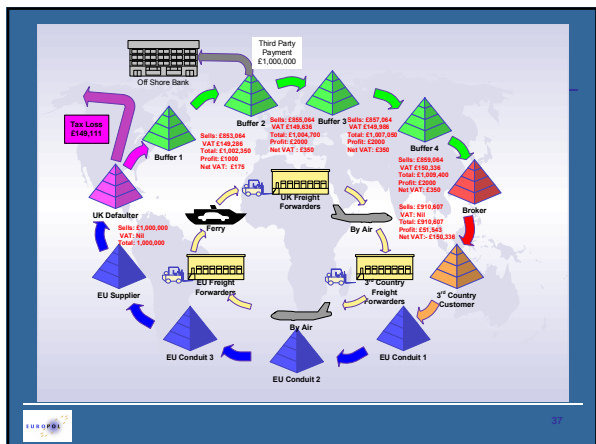 Third Party
Payment
£1,000,000
Off Shore Bank
Tax Loss
£149,111
Buffer 1
Buffer 2
Buffer 3
Buffer 4
Sells: £853,064
VAT £149,286
Total: £1,002,350
Profit: £1000
Net VAT: £175
Sells: £855,064
VAT £149,636
Total: £1,004,700
Profit: £2000
Net VAT: £350
Sells: £857,064
VAT £149,986
Total: £1,007,050
Profit: £2000
Net VAT: £350
Sells: £859,064
VAT £150,336
Total: £1,009,400
Profit: £2000
Net VAT: £350
Broker
Sells: £910,607
VAT: Nil
Total: £910,607
Profit: £51,543
Net VAT:- £150,336
UK Defaulter
Sells: £1,000,000
VAT: Nil
Total: 1,000,000
UK Freight
Forwarders
Ferry
By Air
EU Supplier
EU Freight
Forwarders
3rd Country
Freight
Forwarders
3rd Country
Customer
By Air
EU Conduit 3
EU Conduit 2
EU Conduit 1
EUROPOL
37